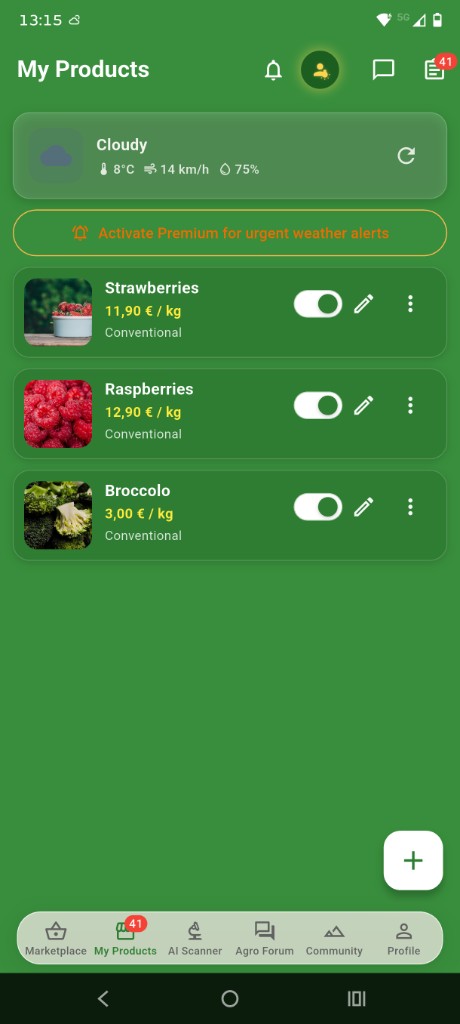 13:15
5G
My Products
41
Cloudy
8°C 14 km/h 75%
Activate Premium for urgent weather alerts
Strawberries
11,90 € / kg
Conventional
Raspberries
12,90 € / kg
Conventional
Broccolo
3,00 € / kg
Conventional
41
Marketplace My Products AI Scanner Agro Forum Community Profile